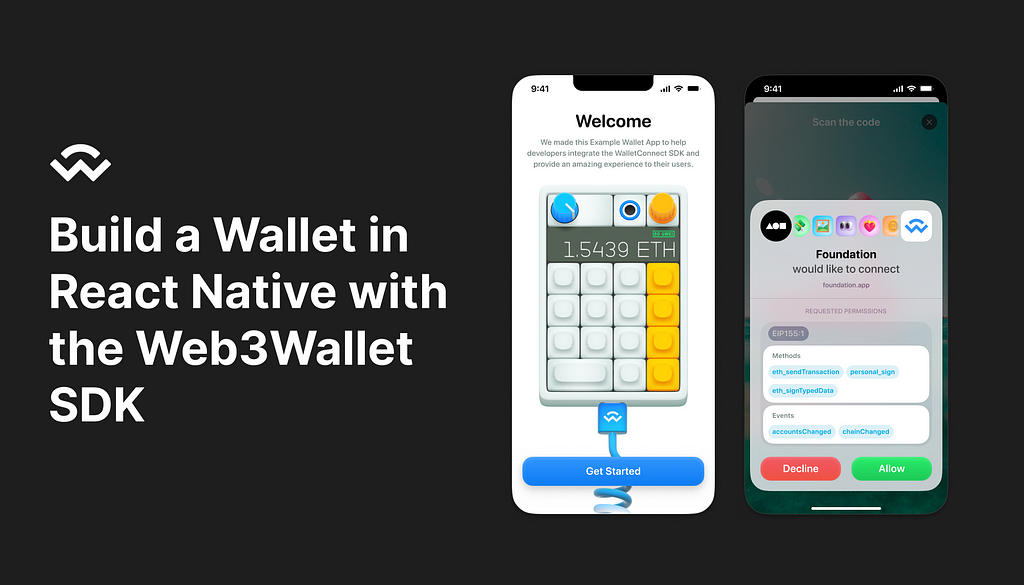 Build a Wallet in
React Native with
the Web3Wallet
SDK
9:41
Welcome
We made this Example Wallet App to help
developers integrate the WalletConnect SDK and
provide an amazing experience to their users.
1.5439 ETH
Get Started
9:41
Scan the code
Foundation
would like to connect
foundation.app
REQUESTED PERMISSIONS
EIP155:1
Methods
eth_sendTransaction personal_sign
eth_signTypedData
Events
accountsChanged chainChanged
Decline Allow